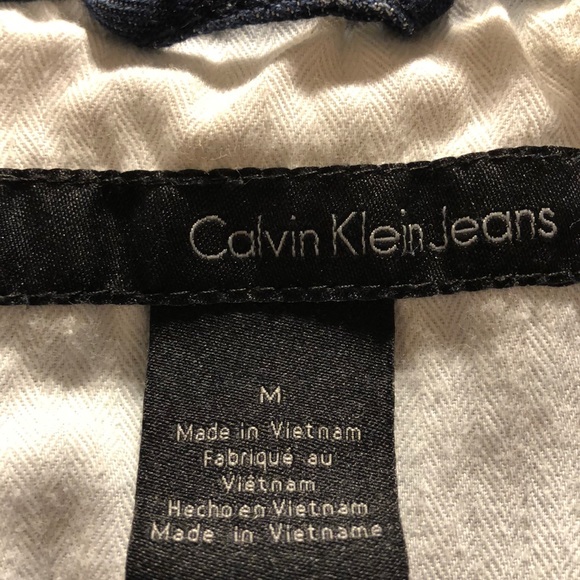 Calvin Klein Jeans
M
Made in Vietnam
Fabriqué au
Viêtnam
Hecho en Vietnam
Made in Vietname